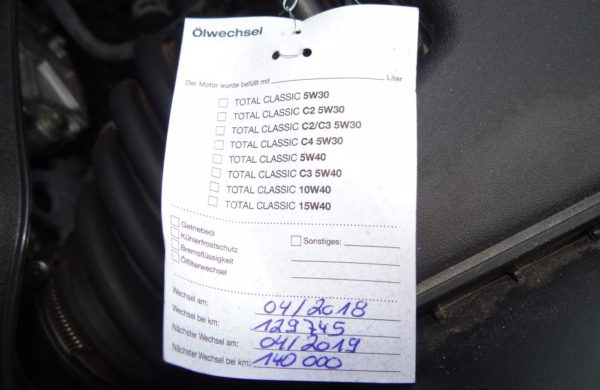 Ölwechsel
Der Motor wurde befüllt mit Liter
TOTAL CLASSIC 5W30
TOTAL CLASSIC C2 5W30
TOTAL CLASSIC C2/C3 5W30
TOTAL CLASSIC C4 5W30
TOTAL CLASSIC 5W40
TOTAL CLASSIC C3 5W40
TOTAL CLASSIC 10W40
TOTAL CLASSIC 15W40
Getriebeöl
Kühlerfrostschutz
Bremsflüssigkeit
Ölfilterwechsel
Sonstiges:
Wechsel am: 04/2018
Wechsel bei km: 129745
Nächster Wechsel am: 04/2019
Nächster Wechsel bei km: 140 000